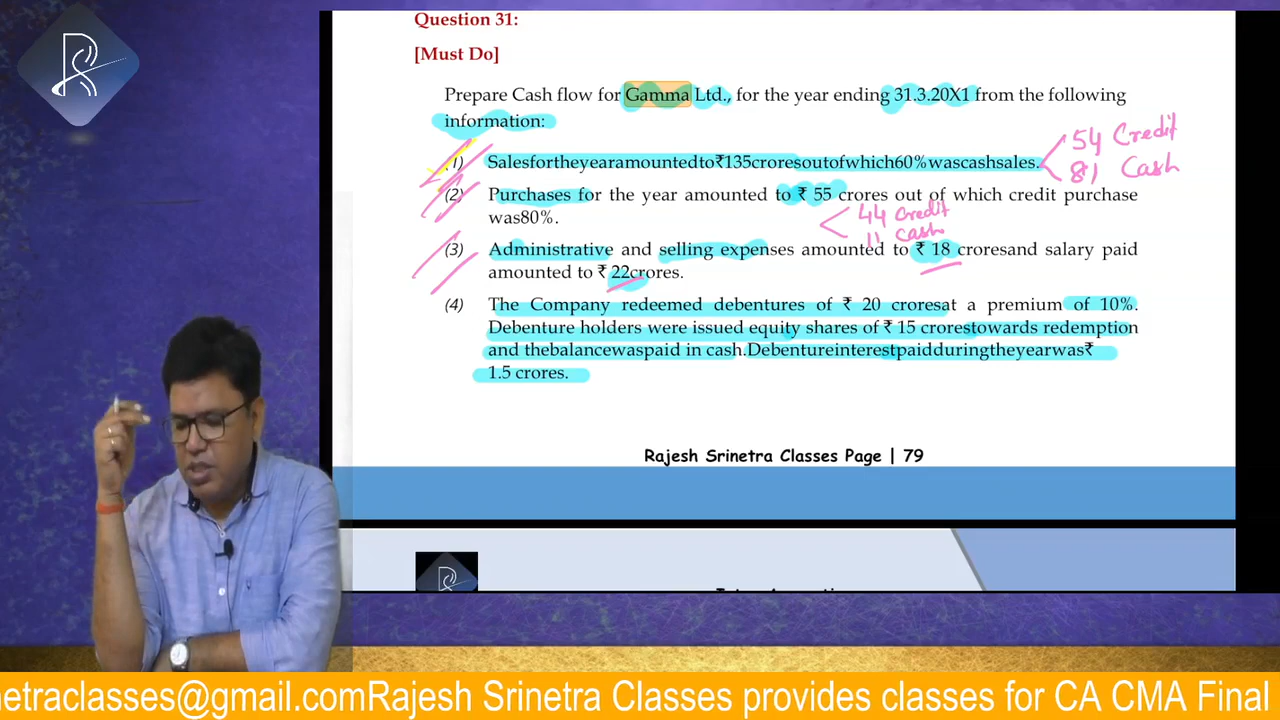 Question 31:
[Must Do]
Prepare Cash flow for Gamma Ltd., for the year ending 31.3.20X1 from the following
information:
(1) Salesfortheyearamountedto₹135croresoutofwhich60%wascashsales.
54 Credit
81 Cash
(2) Purchases for the year amounted to ₹ 55 crores out of which credit purchase
was80%.
44 Credit
11 Cash
(3) Administrative and selling expenses amounted to ₹ 18 croresand salary paid
amounted to ₹ 22crores.
(4) The Company redeemed debentures of ₹ 20 croresat a premium of 10%.
Debenture holders were issued equity shares of ₹ 15 crorestowards redemption
and thebalancewaspaid in cash.Debentureinterestpaidduringtheyearwas₹
1.5 crores.
Rajesh Srinetra Classes Page | 79
netraclasses@gmail.comRajesh Srinetra Classes provides classes for CA CMA Final